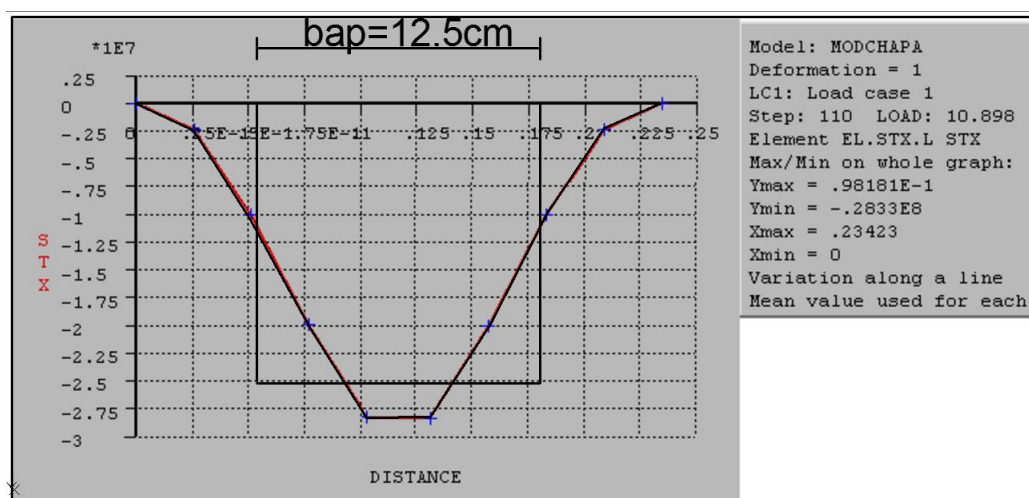 bap=12.5cm
*1E7
.25
0
-.25
-.5
-.75
-1
-1.25
-1.5
-1.75
-2
-2.25
-2.5
-2.75
-3
STX
0 .125 .15 .175 .2 .225 .25
DISTANCE
Model: MODCHAPA
Deformation = 1
LC1: Load case 1
Step: 110 LOAD: 10.898
Element EL.STX.L STX
Max/Min on whole graph:
Ymax = .98181E-1
Ymin = -.2833E8
Xmax = .23423
Xmin = 0
Variation along a line
Mean value used for each